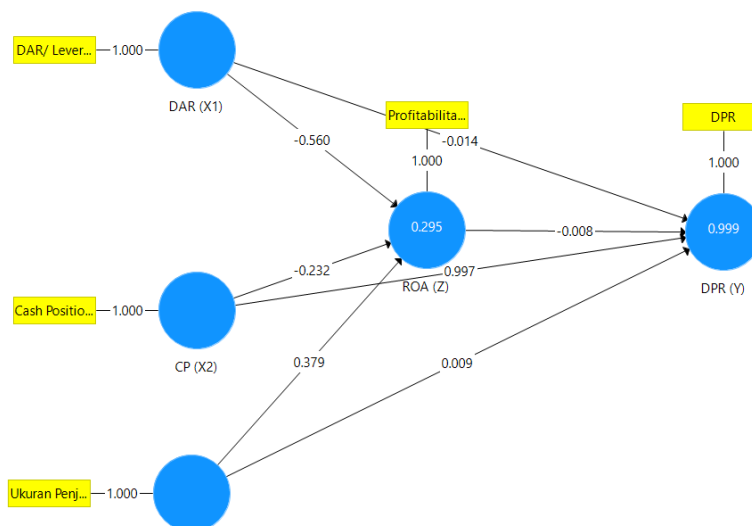 DAR/ Lever...
1.000
DAR (X1)
Profitabilita...
DPR
-0.014
-0.560
1.000
1.000
0.295
-0.008
0.999
-0.232
0.997
ROA (Z)
DPR (Y)
Cash Positio...
1.000
CP (X2)
0.379
0.009
Ukuran Penj...
1.000